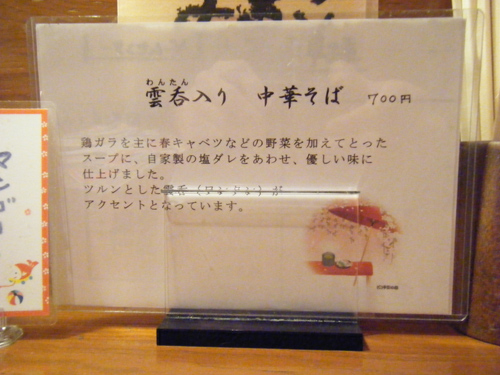 わんたん
雲呑入り　中華そば　700円
鶏ガラを主に春キャベツなどの野菜を加えてとった
スープに、自家製の塩ダレをあわせ、優しい味に
仕上げました。
ツルンとした雲呑（ワンタン）が
アクセントとなっています。